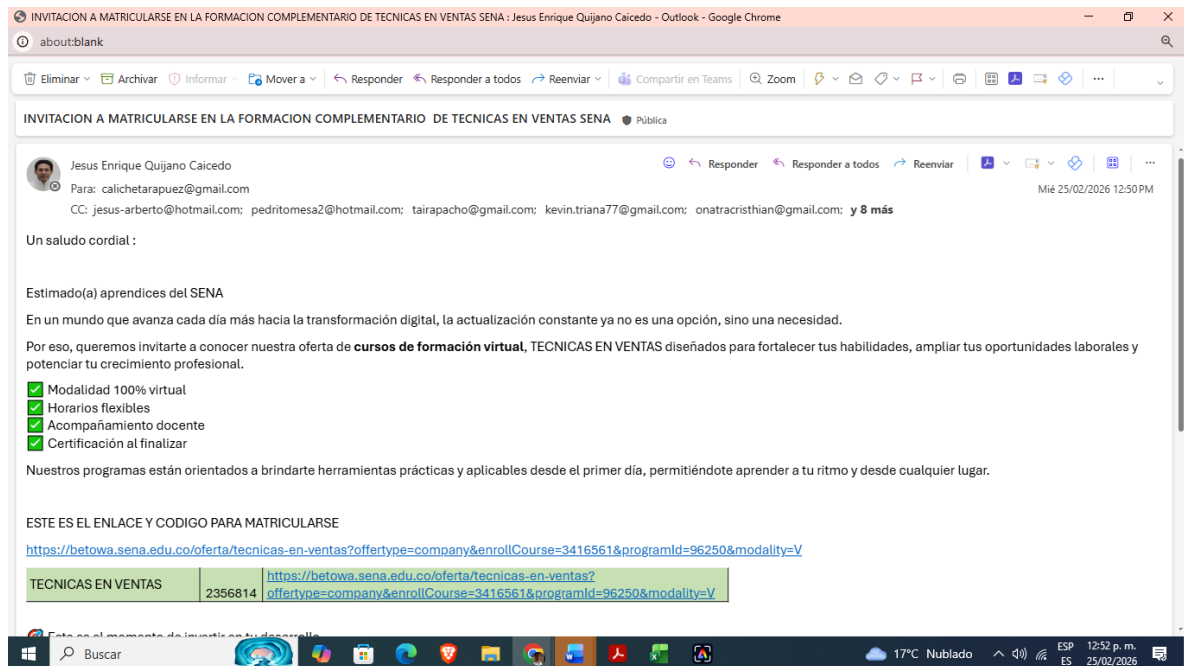 INVITACION A MATRICULARSE EN LA FORMACION COMPLEMENTARIO DE TECNICAS EN VENTAS SENA : Jesus Enrique Quijano Caicedo - Outlook - Google Chrome
about:blank
Eliminar Archivar Informar Mover a Responder Responder a todos Reenviar Compartir en Teams Zoom
INVITACION A MATRICULARSE EN LA FORMACION COMPLEMENTARIO DE TECNICAS EN VENTAS SENA Pública
Jesus Enrique Quijano Caicedo Responder Responder a todos Reenviar
Para: calichetarapuez@gmail.com Mié 25/02/2026 12:50 PM
CC: jesus-arberto@hotmail.com; pedritomesa2@hotmail.com; tairapacho@gmail.com; kevin.triana77@gmail.com; onatracristhian@gmail.com; y 8 más
Un saludo cordial :
Estimado(a) aprendices del SENA
En un mundo que avanza cada día más hacia la transformación digital, la actualización constante ya no es una opción, sino una necesidad.
Por eso, queremos invitarte a conocer nuestra oferta de cursos de formación virtual, TECNICAS EN VENTAS diseñados para fortalecer tus habilidades, ampliar tus oportunidades laborales y
potenciar tu crecimiento profesional.
✅ Modalidad 100% virtual
✅ Horarios flexibles
✅ Acompañamiento docente
✅ Certificación al finalizar
Nuestros programas están orientados a brindarte herramientas prácticas y aplicables desde el primer día, permitiéndote aprender a tu ritmo y desde cualquier lugar.
ESTE ES EL ENLACE Y CODIGO PARA MATRICULARSE
https://betowa.sena.edu.co/oferta/tecnicas-en-ventas?offertype=company&enrollCourse=3416561&programId=96250&modality=V
TECNICAS EN VENTAS 2356814 https://betowa.sena.edu.co/oferta/tecnicas-en-ventas?
offertype=company&enrollCourse=3416561&programId=96250&modality=V
Este es el momento de invertir en tu desarrollo
Buscar 17°C Nublado ESP 12:52 p. m.
ES 25/02/2026